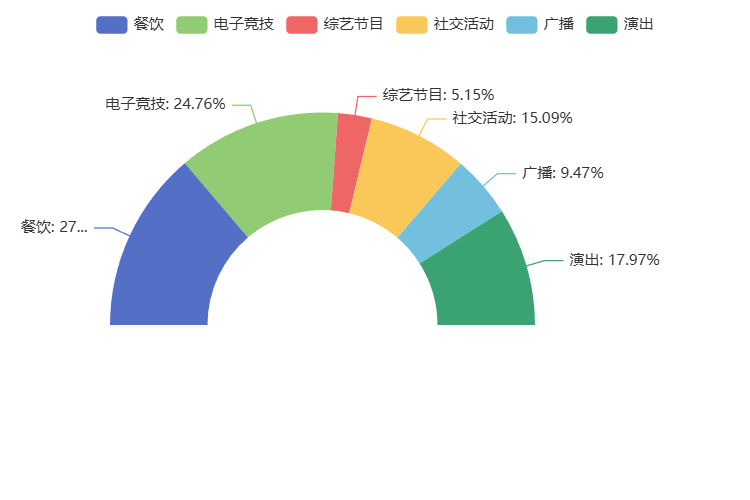 餐饮 电子竞技 综艺节目 社交活动 广播 演出
综艺节目: 5.15%
电子竞技: 24.76%
社交活动: 15.09%
广播: 9.47%
餐饮: 27...
演出: 17.97%